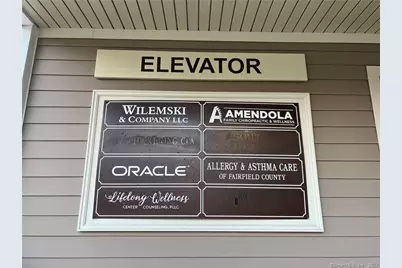 ELEVATOR
WILEMSKI
& COMPANY LLC
AMENDOLA
FAMILY CHIROPRACTIC & WELLNESS
ORACLE
ALLERGY & ASTHMA CARE
OF FAIRFIELD COUNTY
Lifelong Wellness
CENTER COUNSELING, PLLC